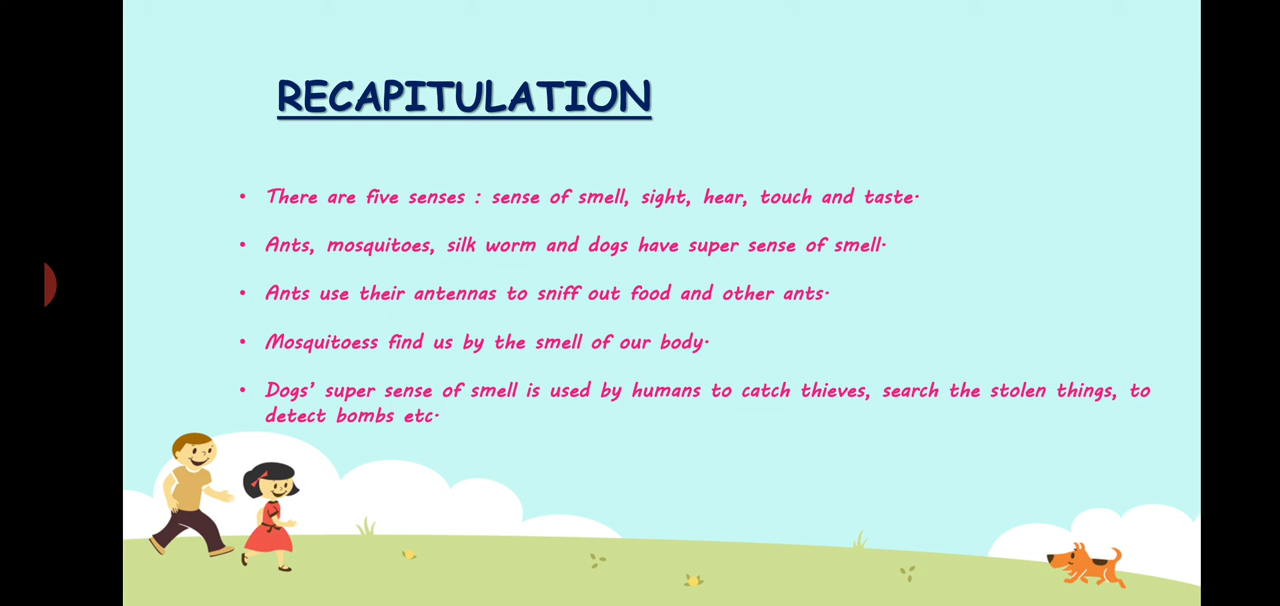 RECAPITULATION
• There are five senses : sense of smell, sight, hear, touch and taste.
• Ants, mosquitoes, silk worm and dogs have super sense of smell.
• Ants use their antennas to sniff out food and other ants.
• Mosquitoess find us by the smell of our body.
• Dogs’ super sense of smell is used by humans to catch thieves, search the stolen things, to
detect bombs etc.